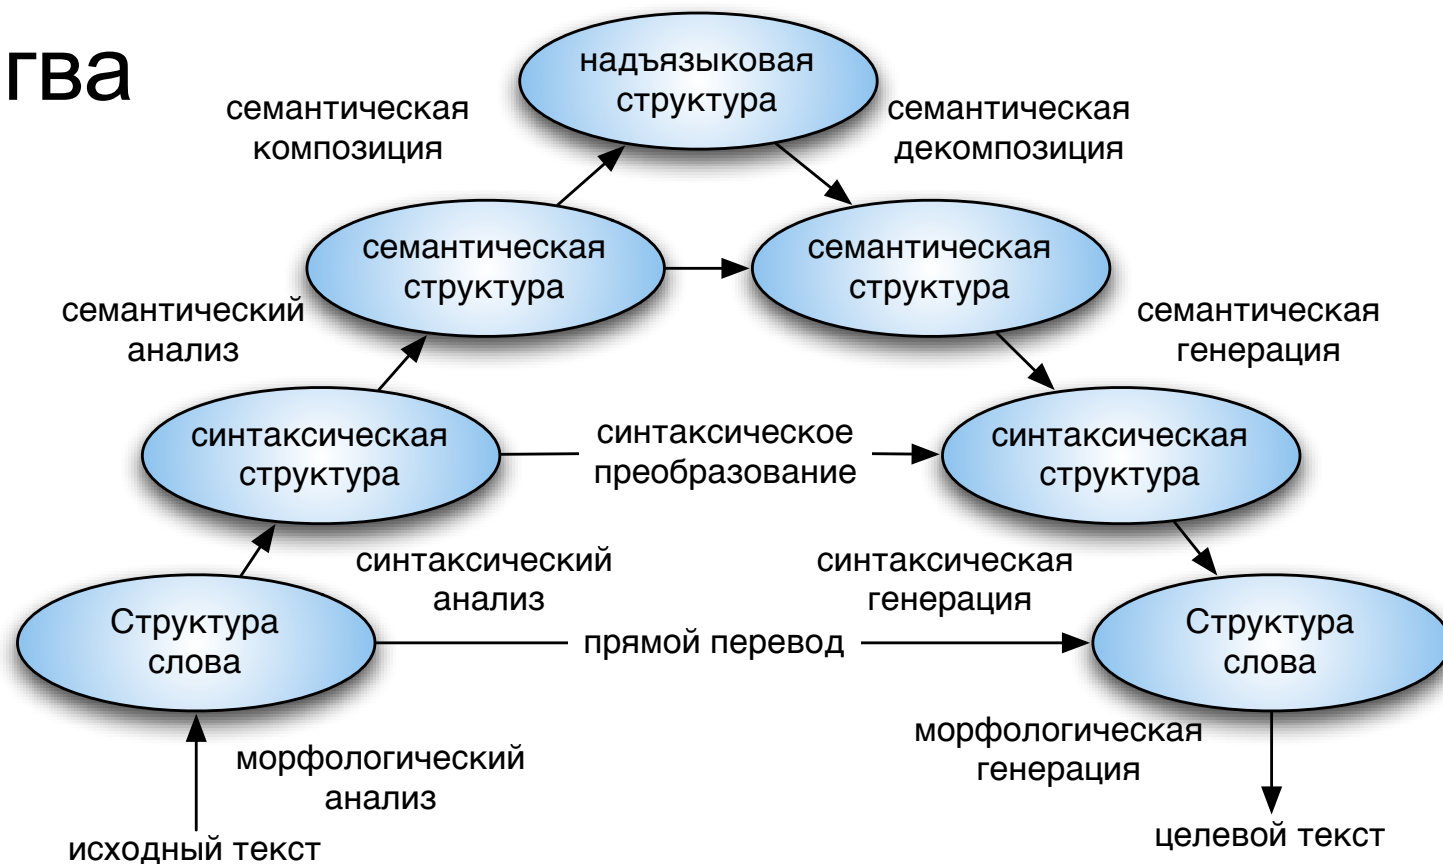 гва
надъязыковая
структура
семантическая
композиция
семантическая
декомпозиция
семантическая
структура
семантическая
структура
семантический
анализ
семантическая
генерация
синтаксическая
структура
синтаксическое
преобразование
синтаксическая
структура
синтаксический
анализ
синтаксическая
генерация
Структура
слова
прямой перевод
Структура
слова
морфологический
анализ
морфологическая
генерация
исходный текст
целевой текст